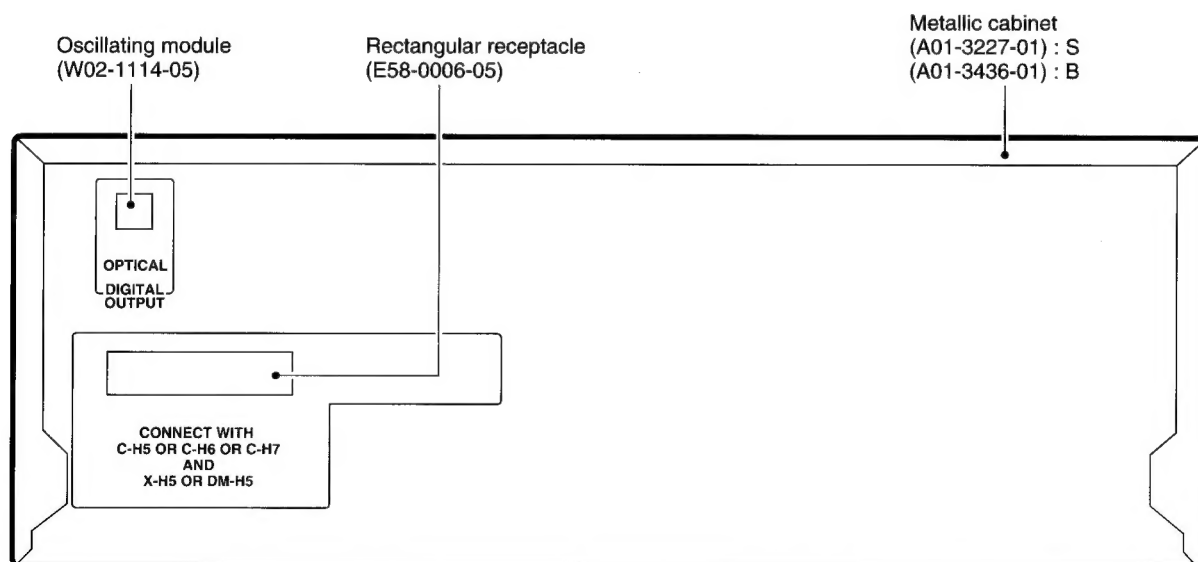 Oscillating module
(W02-1114-05)
Rectangular receptacle
(E58-0006-05)
Metallic cabinet
(A01-3227-01) : S
(A01-3436-01) : B
OPTICAL
DIGITAL
OUTPUT
CONNECT WITH
C-H5 OR C-H6 OR C-H7
AND
X-H5 OR DM-H5